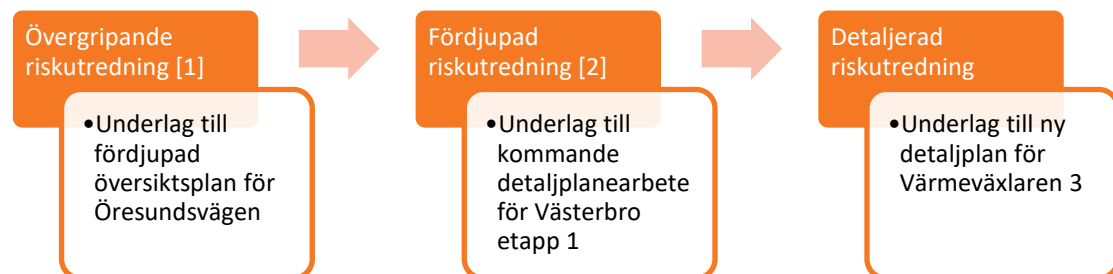 Övergripande
riskutredning [1]
•Underlag till
fördjupad
översiktsplan för
Öresundsvägen
Fördjupad
riskutredning [2]
•Underlag till
kommande
detaljplanearbete
för Västerbro
etapp 1
Detaljerad
riskutredning
•Underlag till ny
detaljplan för
Värmeväxlaren 3